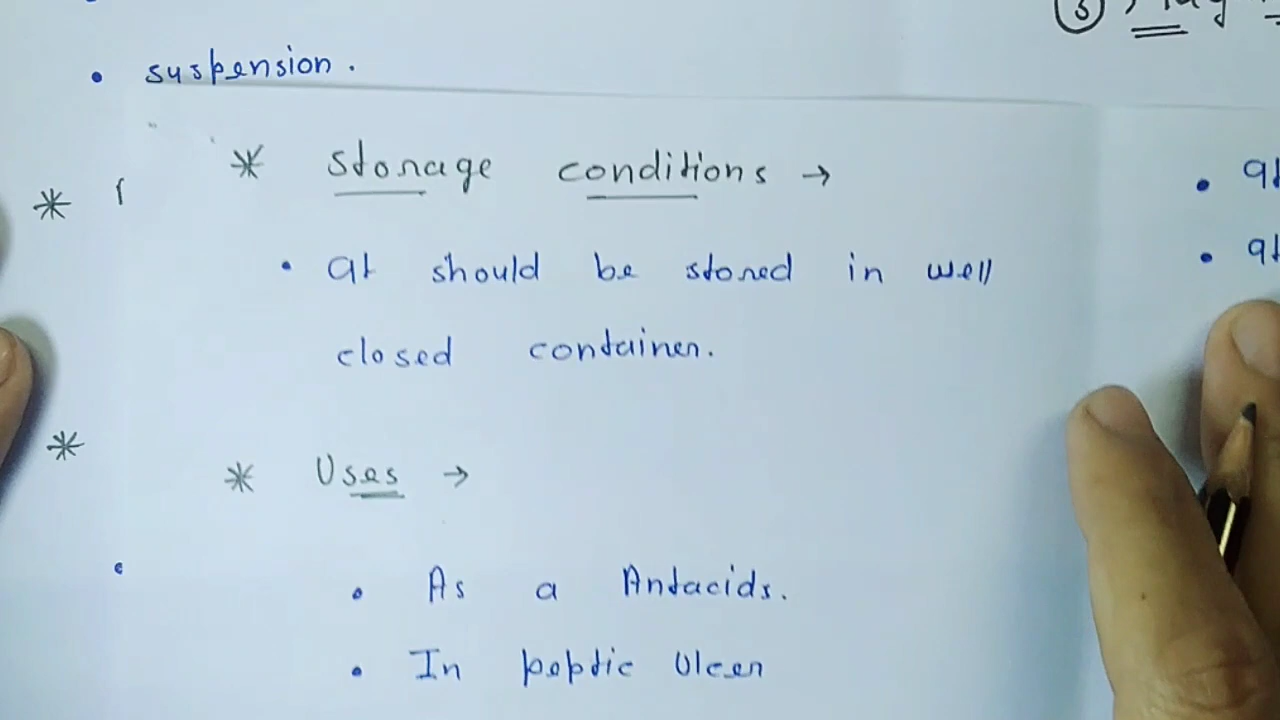 • suspension.
* Storage conditions →
• It should be stored in well
closed container.
* Uses →
• As a Antacids.
• In peptic Ulcer